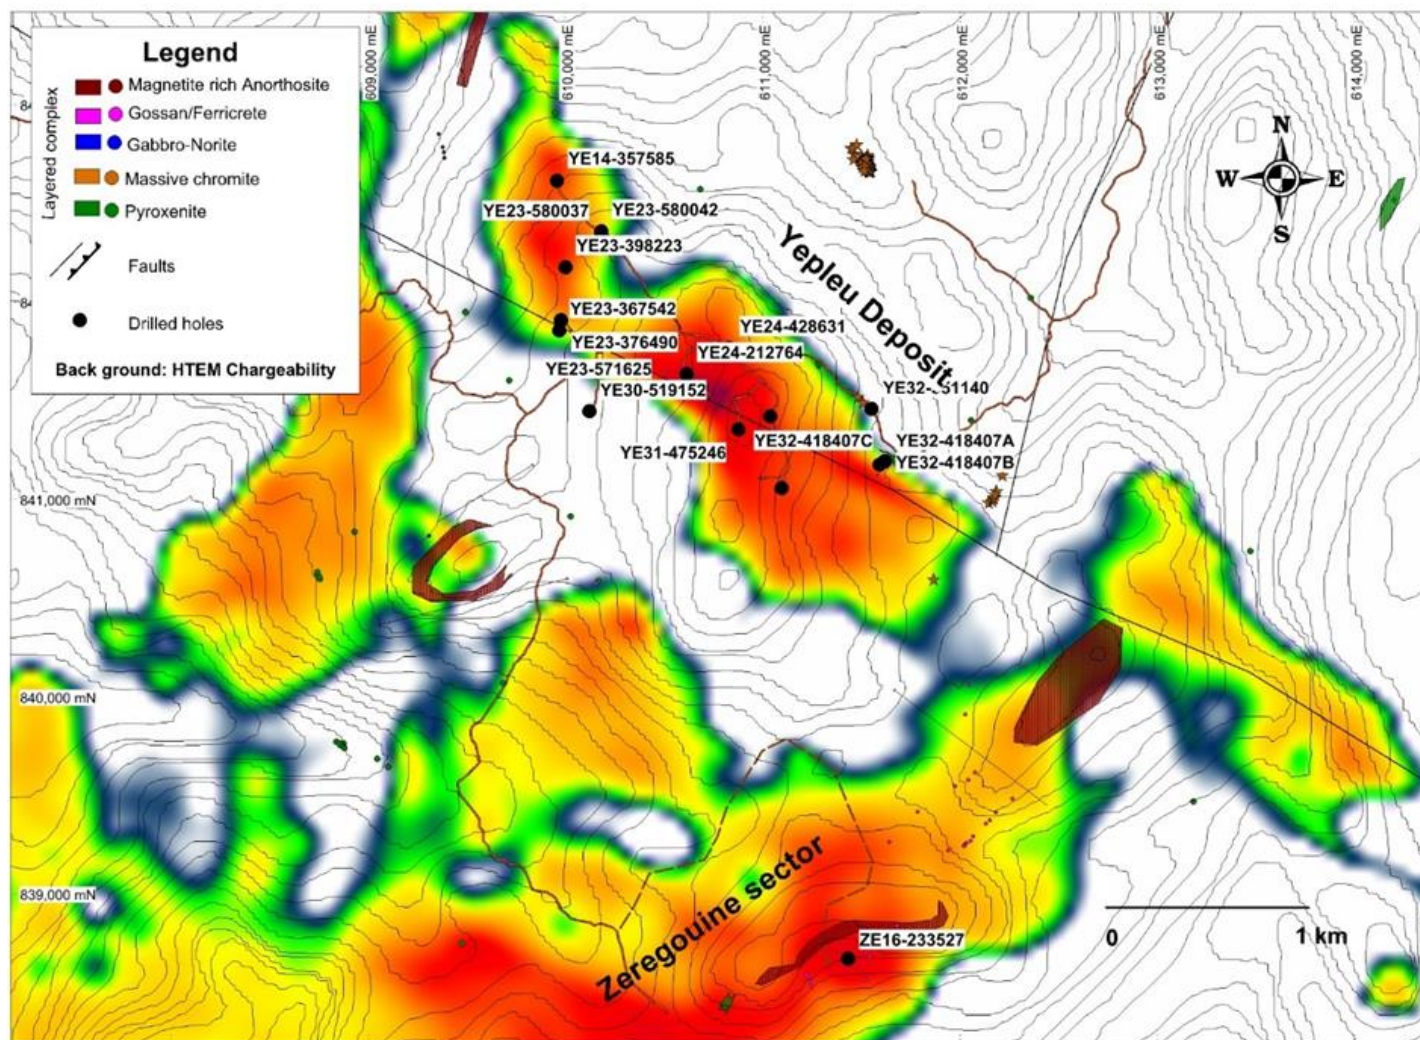 Legend
Layered complex
Magnetite rich Anorthosite
Gossan/Ferricrete
Gabbro-Norite
Massive chromite
Pyroxenite
Faults
Drilled holes
Back ground: HTEM Chargeability
609,000 mE
610,000 mE
611,000 mE
612,000 mE
613,000 mE
614,000 mE
N
W
E
S
YE14-357585
YE23-580037
YE23-580042
YE23-398223
Yepleu Deposit
YE23-367542
YE24-428631
YE23-376490
YE24-212764
YE23-571625
YE30-519152
YE32-
1140
YE32-418407C
YE32-418407A
YE31-475246
YE32-418407B
841,000 mN
840,000 mN
839,000 mN
Zeregouine sector
ZE16-233527
0
1 km